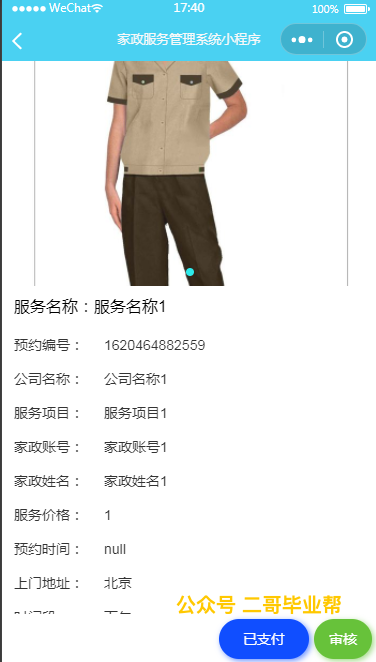 WeChat
17:40
100%
家政服务管理系统小程序
服务名称：服务名称1
预约编号： 1620464882559
公司名称： 公司名称1
服务项目： 服务项目1
家政账号： 家政账号1
家政姓名： 家政姓名1
服务价格： 1
预约时间： null
上门地址： 北京
公众号 二哥毕业帮
已支付
审核